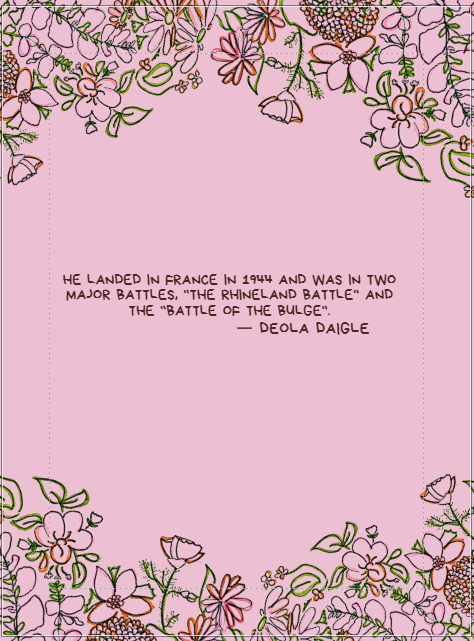 HE LANDED IN FRANCE IN 1944 AND WAS IN TWO
MAJOR BATTLES, "THE RHINELAND BATTLE" AND
THE "BATTLE OF THE BULGE".
— DEOLA DAIGLE